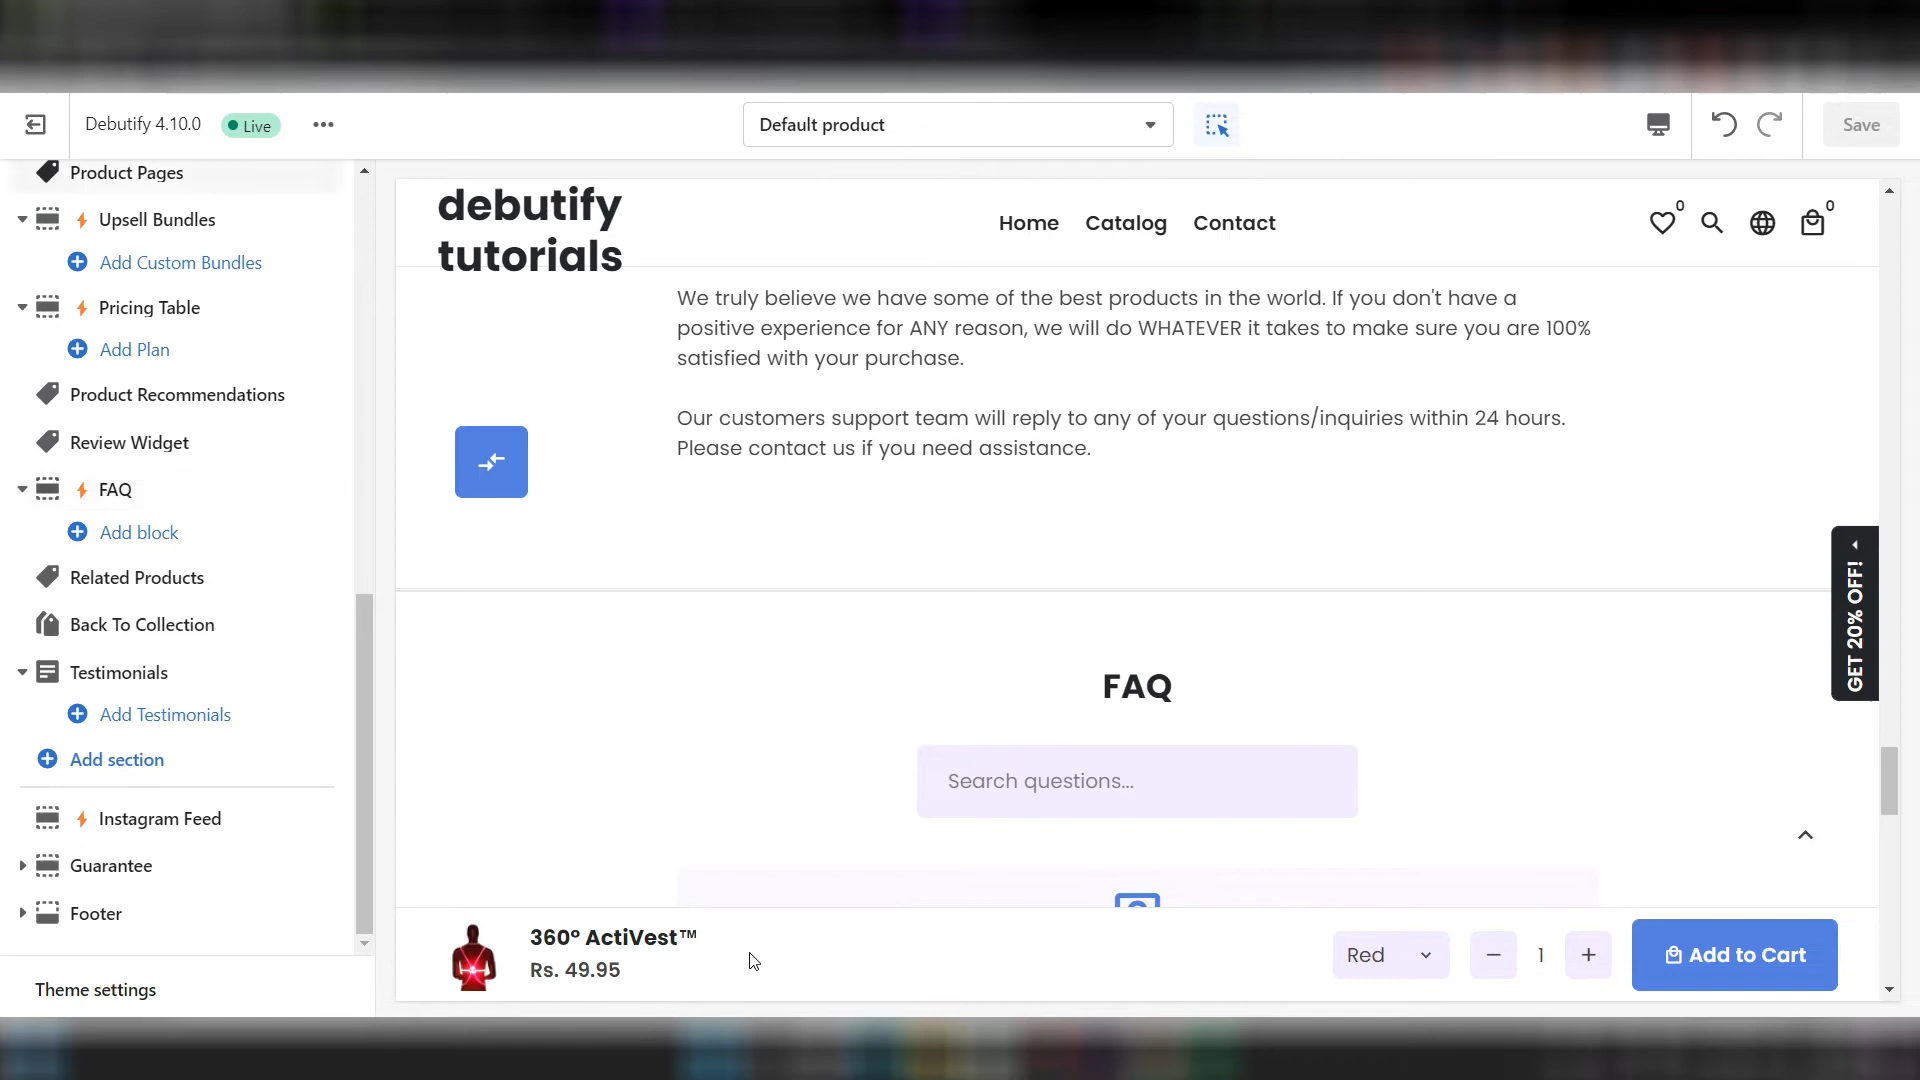 Debutify 4.10.0
Live
Default product
Save
Product Pages
Upsell Bundles
Add Custom Bundles
Pricing Table
Add Plan
Product Recommendations
Review Widget
FAQ
Add block
Related Products
Back To Collection
Testimonials
Add Testimonials
Add section
Instagram Feed
Guarantee
Footer
Theme settings
debutify
tutorials
Home Catalog Contact
0
0
We truly believe we have some of the best products in the world. If you don't have a
positive experience for ANY reason, we will do WHATEVER it takes to make sure you are 100%
satisfied with your purchase.
Our customers support team will reply to any of your questions/inquiries within 24 hours.
Please contact us if you need assistance.
GET 20% OFF!
FAQ
Search questions...
360° ActiVest™
Rs. 49.95
Red
1
Add to Cart